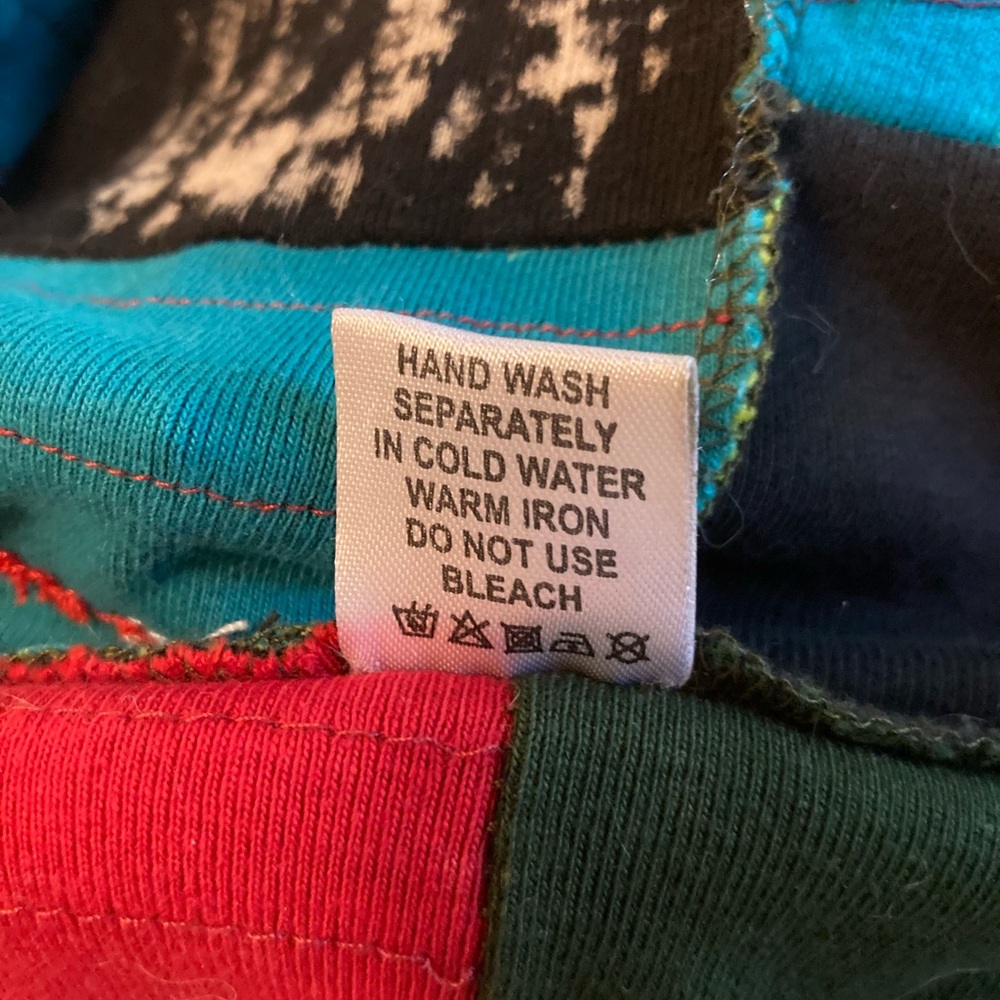 HAND WASH
SEPARATELY
IN COLD WATER
WARM IRON
DO NOT USE
BLEACH